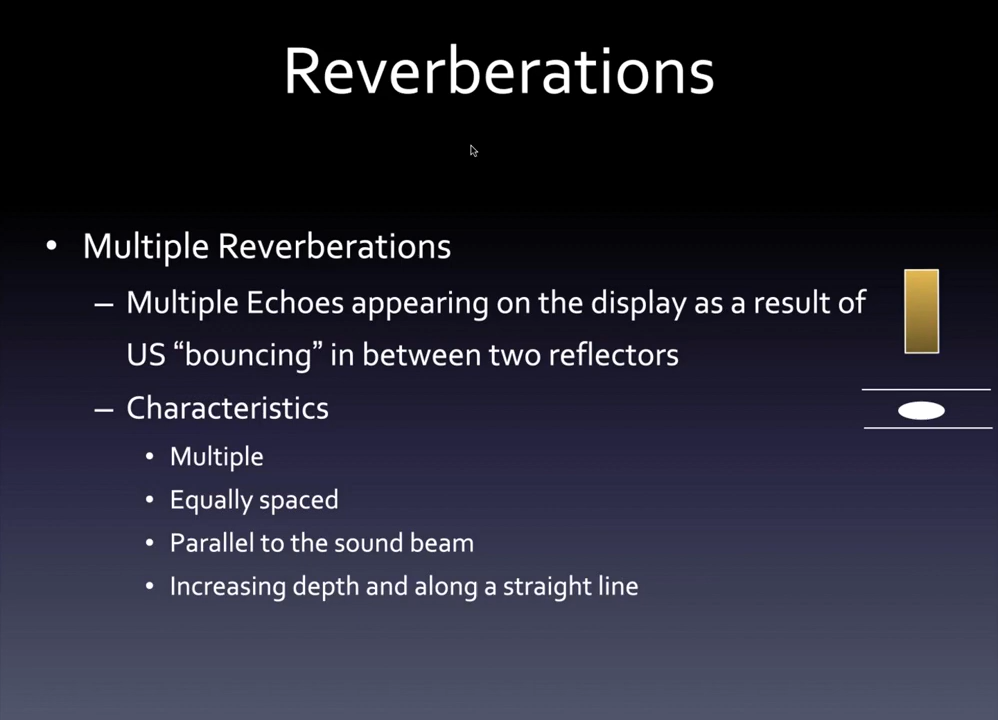 Reverberations
• Multiple Reverberations
– Multiple Echoes appearing on the display as a result of
US “bouncing” in between two reflectors
– Characteristics
• Multiple
• Equally spaced
• Parallel to the sound beam
• Increasing depth and along a straight line